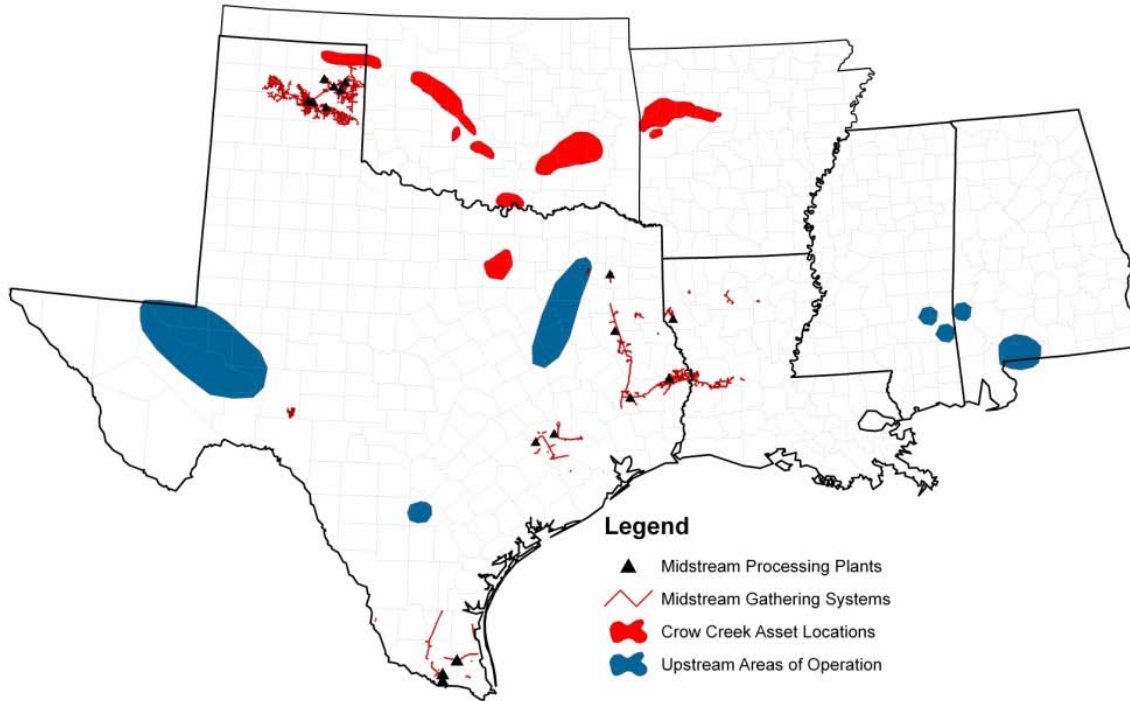 Legend
Midstream Processing Plants
Midstream Gathering Systems
Crow Creek Asset Locations
Upstream Areas of Operation